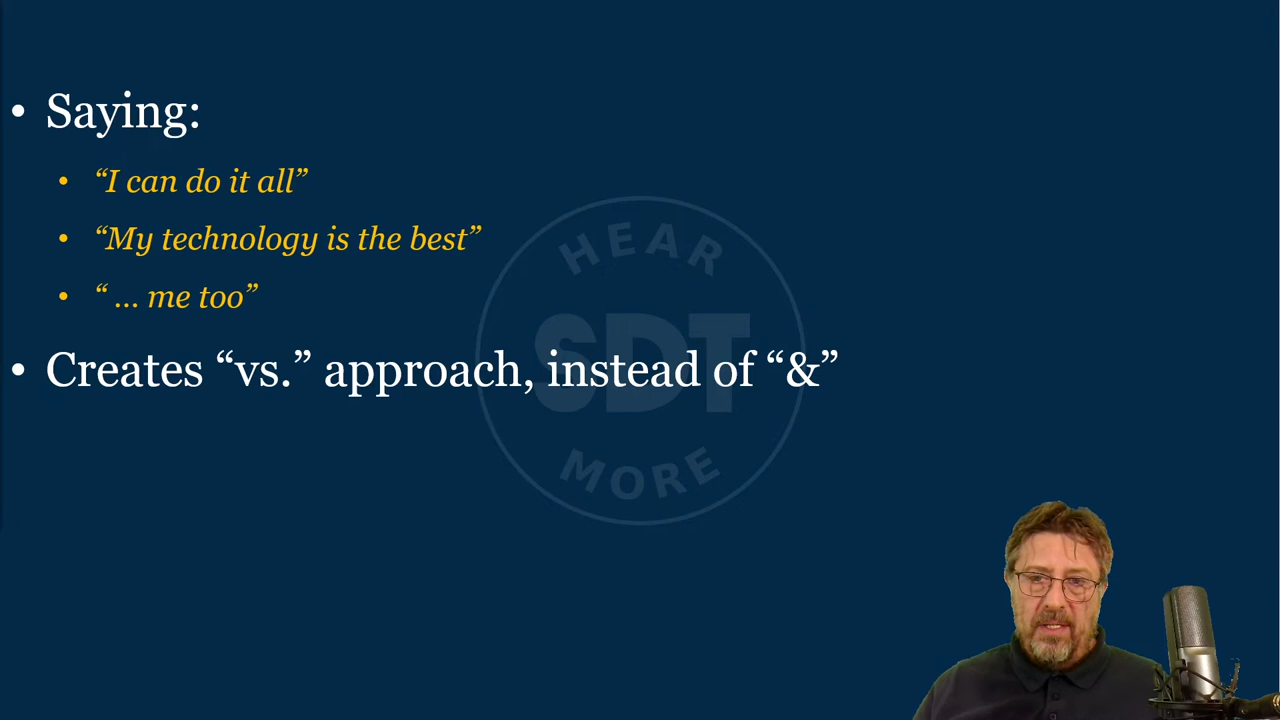 • Saying:
• “I can do it all”
• “My technology is the best”
• “ ... me too”
• Creates “vs.” approach, instead of “&”
HEAR
SDT
MORE